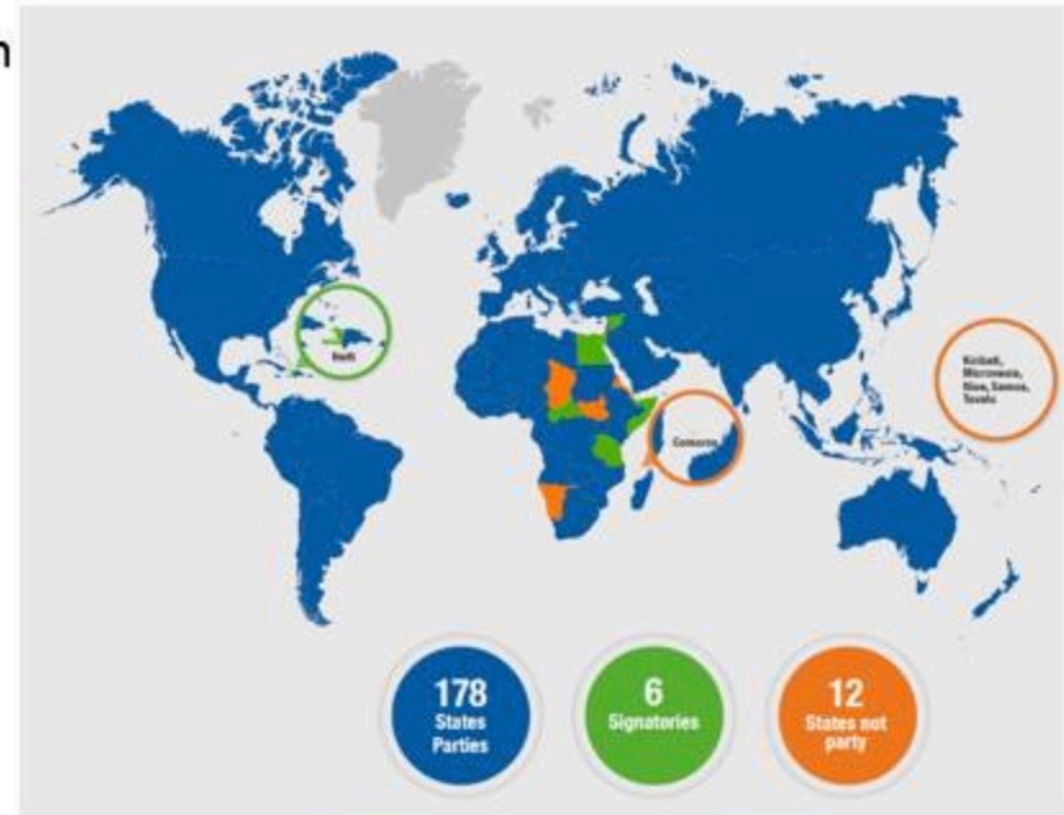 n
Haiti
Comoros
Kiribati,
Micronesia,
Niue, Samoa,
Tuvalu
178
States
Parties
6
Signatories
12
States not
party